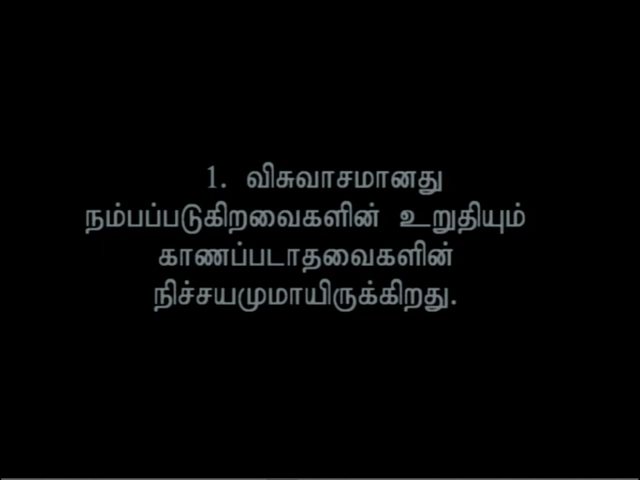 1. விசுவாசமானது
நம்பப்படுகிறவைகளின் உறுதியும்
காணப்படாதவைகளின்
நிச்சயமுமாயிருக்கிறது.